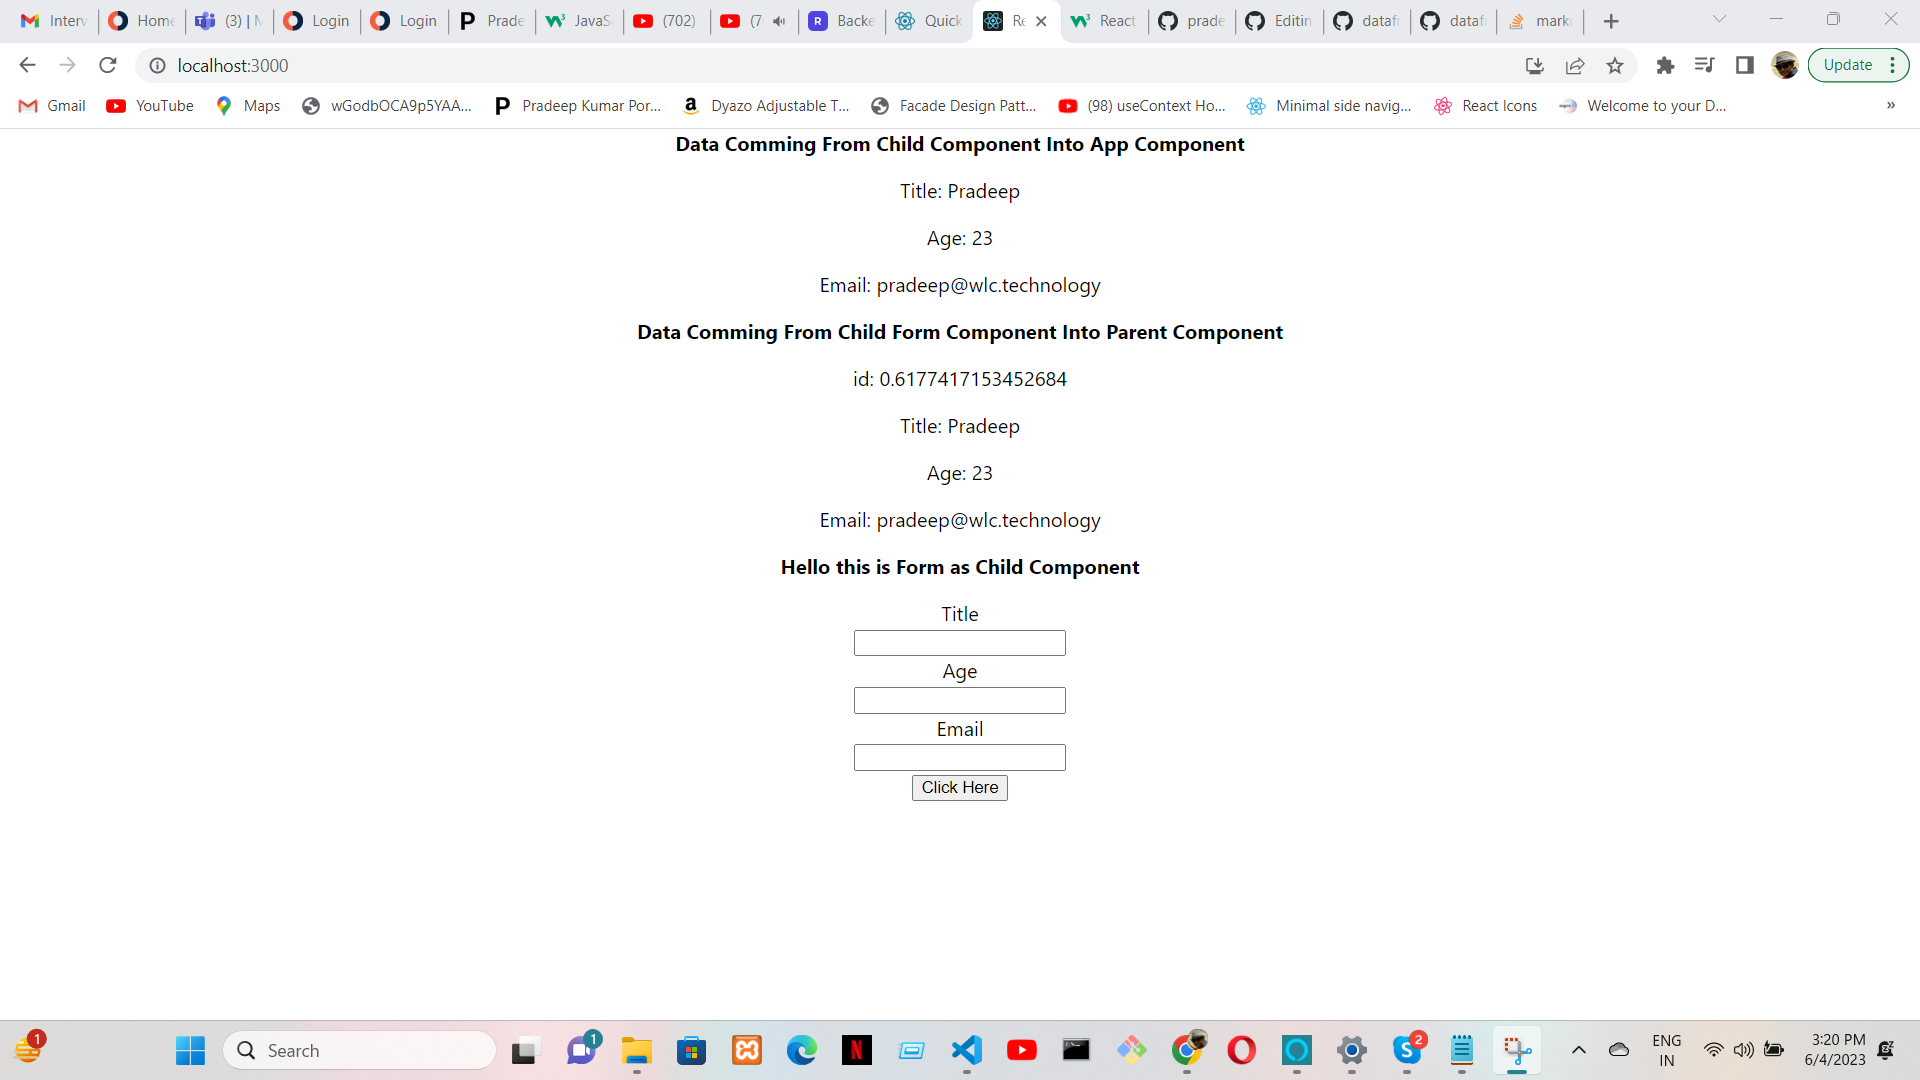 Interv Home (3) | M Login Login Prade JavaS (702) (7 Backe Quick Re React prade Editin datafr datafr marko
localhost:3000 Update
Gmail YouTube Maps wGodbOCA9p5YAA... Pradeep Kumar Por... Dyazo Adjustable T... Facade Design Patt... (98) useContext Ho... Minimal side navig... React Icons Welcome to your D... »
Data Comming From Child Component Into App Component
Title: Pradeep
Age: 23
Email: pradeep@wlc.technology
Data Comming From Child Form Component Into Parent Component
id: 0.6177417153452684
Title: Pradeep
Age: 23
Email: pradeep@wlc.technology
Hello this is Form as Child Component
Title
Age
Email
Click Here
1 Search 1 2 ENG 3:20 PM
IN 6/4/2023